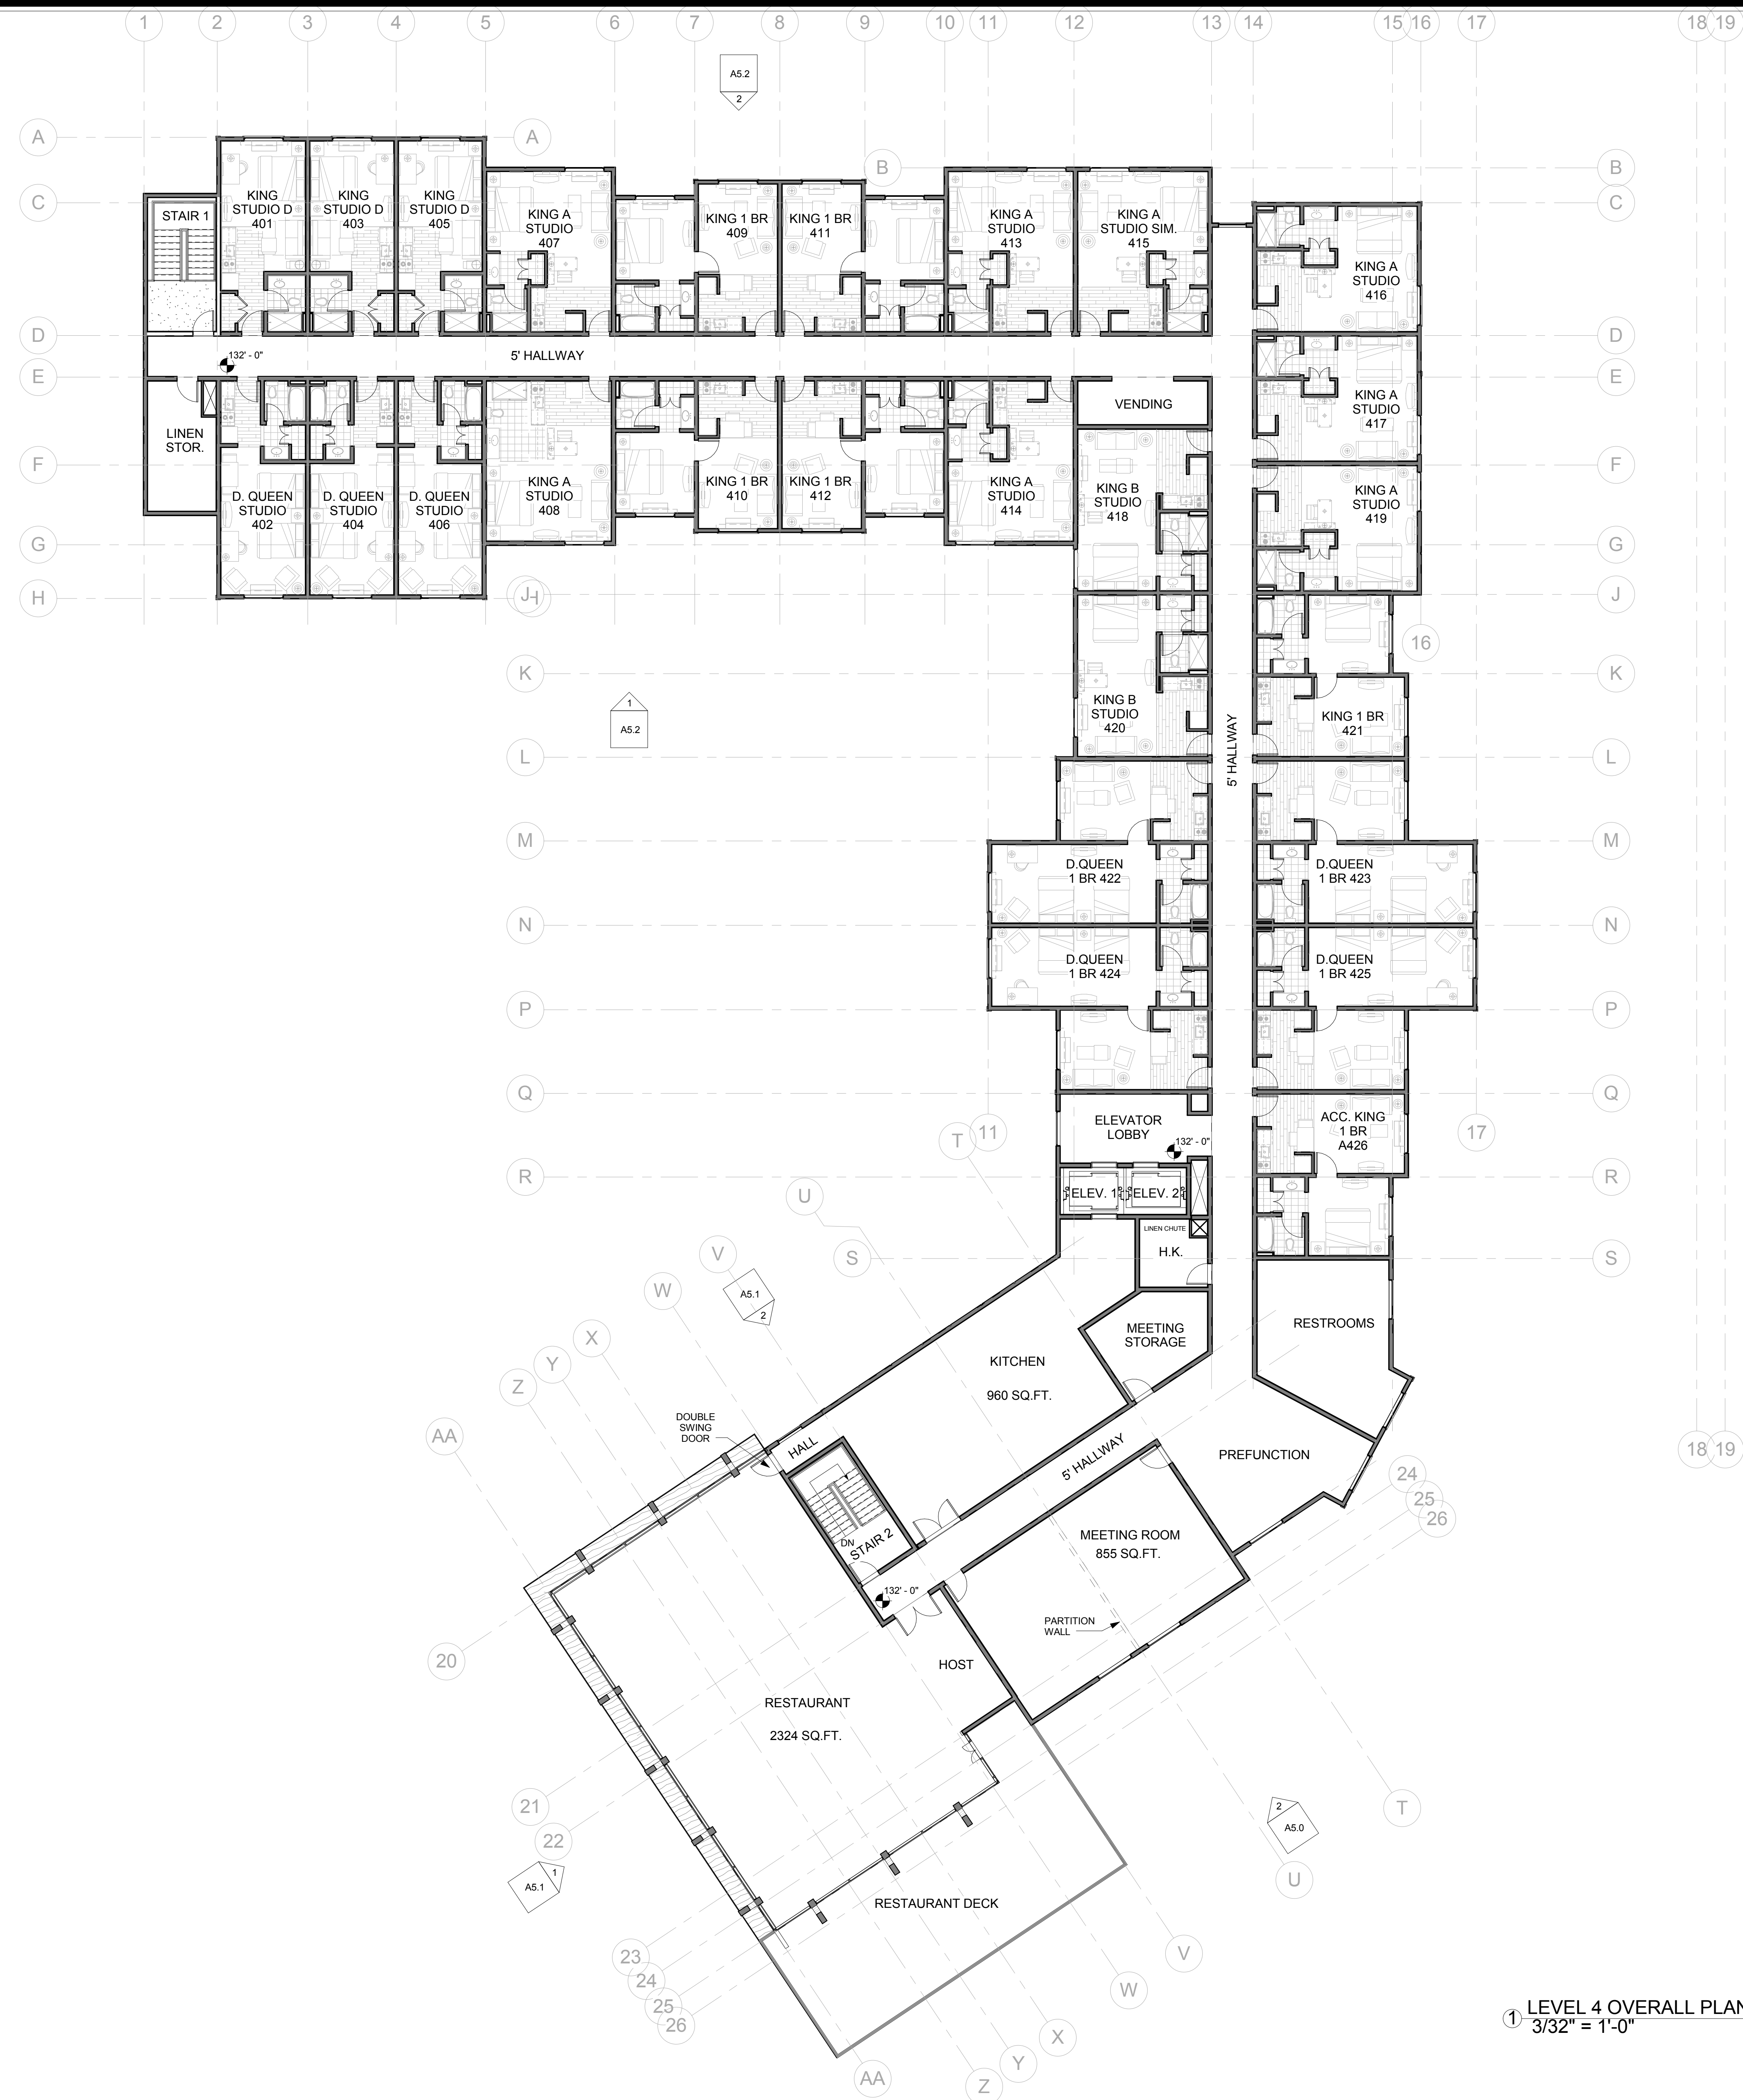 1 2 3 4 5 6 7 8 9 10 11 12 13 14 15 16 17 18 19
A5.2
2
A A
B B
C C
STAIR 1
KING
STUDIO D
401
KING
STUDIO D
403
KING
STUDIO D
405
KING A
STUDIO
407
KING 1 BR
409
KING 1 BR
411
KING A
STUDIO
413
KING A
STUDIO SIM.
415
KING A
STUDIO
416
D D
132' - 0"
5' HALLWAY
E E
LINEN
STOR.
VENDING
KING A
STUDIO
417
F F
D. QUEEN
STUDIO
402
D. QUEEN
STUDIO
404
D. QUEEN
STUDIO
406
KING A
STUDIO
408
KING 1 BR
410
KING 1 BR
412
KING A
STUDIO
414
KING B
STUDIO
418
KING A
STUDIO
419
G G
H J H J
16
K K
1
A5.2
KING B
STUDIO
420
5' HALLWAY
KING 1 BR
421
L L
M M
D.QUEEN
1 BR 422
D.QUEEN
1 BR 423
N N
D.QUEEN
1 BR 424
D.QUEEN
1 BR 425
P P
Q Q
ELEVATOR
LOBBY
132' - 0"
ACC. KING
1 BR
A426
T 11 17
R R
ELEV. 1 ELEV. 2
U
LINEN CHUTE
H.K.
V S S
W
A5.1
2
RESTROOMS
MEETING
STORAGE
X
Y
Z
KITCHEN
960 SQ.FT.
DOUBLE
SWING
DOOR
AA
HALL
5' HALLWAY
PREFUNCTION
18 19
24
25
26
MEETING ROOM
855 SQ.FT.
DN
STAIR 2
132' - 0"
PARTITION
WALL
20
HOST
RESTAURANT
2324 SQ.FT.
21
22
T
2
A5.0
1
A5.1
U
RESTAURANT DECK
23
24
25
26
V
W
X
Y
Z
AA
1 LEVEL 4 OVERALL PLAN
3/32" = 1'-0"